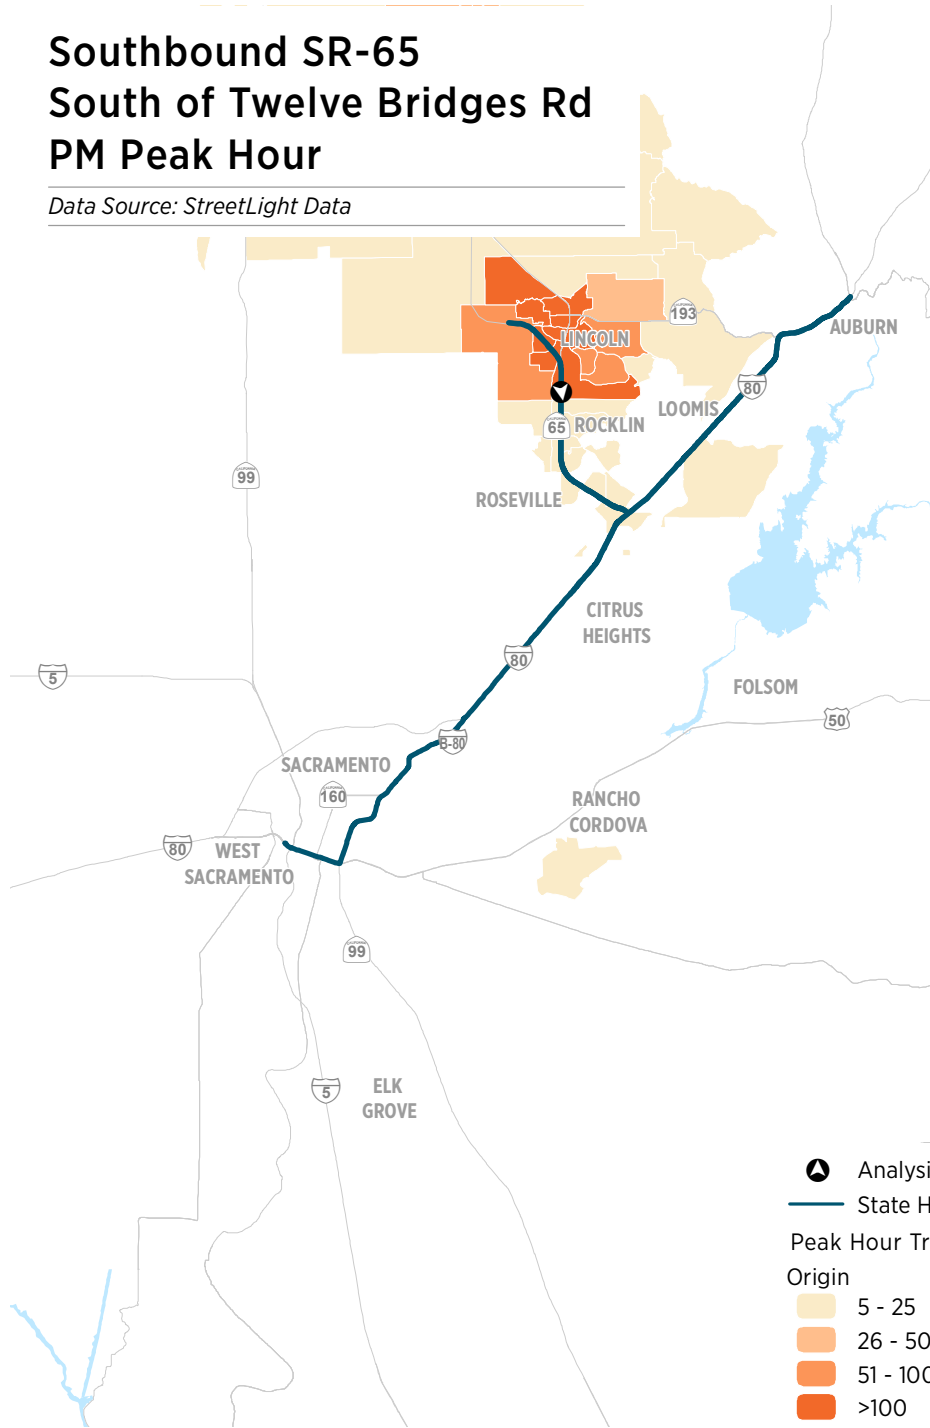 Southbound SR-65
South of Twelve Bridges Rd
PM Peak Hour
Data Source: StreetLight Data
193
AUBURN
LINCOLN
80
LOOMIS
65
ROCKLIN
99
ROSEVILLE
CITRUS
HEIGHTS
80
5
FOLSOM
50
B-80
SACRAMENTO
160
RANCHO
CORDOVA
80
WEST
SACRAMENTO
99
5
ELK
GROVE
Analysi
State H
Peak Hour Tr
Origin
5 - 25
26 - 50
51 - 100
>100